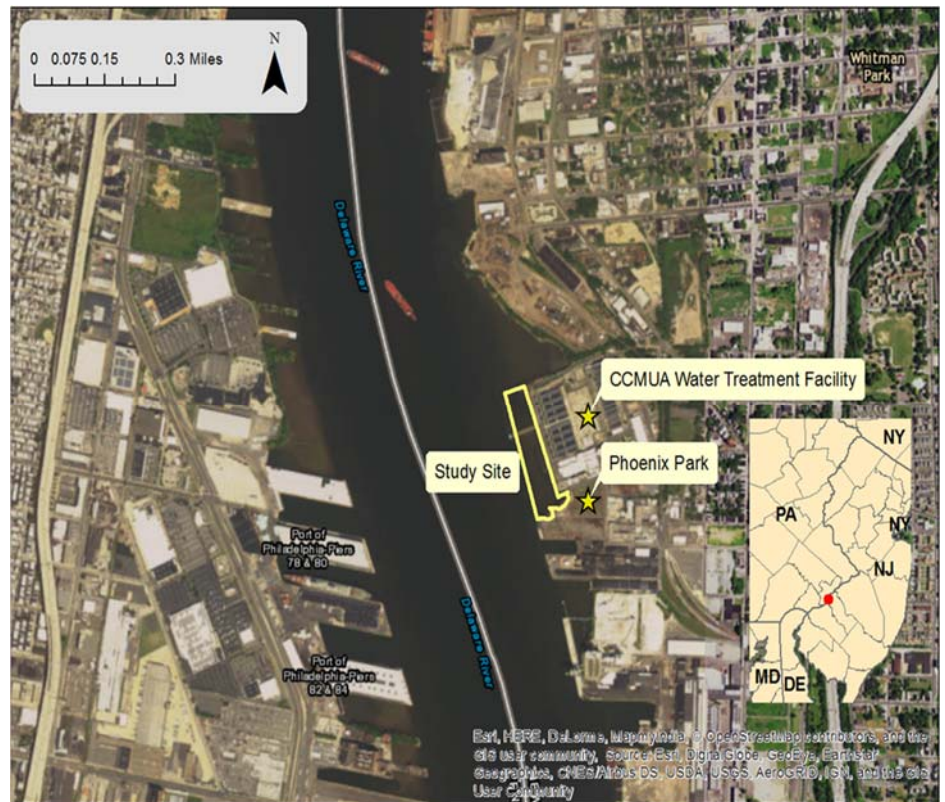 0 0.075 0.15 0.3 Miles
N
Whitman
Park
Delaware River
CCMUA Water Treatment Facility
Study Site
Phoenix Park
NY
PA
NY
NJ
MD
DE
Port of
Philadelphia-Piers
78 & 80
Delaware River
Port of
Philadelphia-Piers
82 & 84
Esri, HERE, DeLorme, MapmyIndia, © OpenStreetMap contributors, and the
GIS user community, Source: Esri, DigitalGlobe, GeoEye, Earthstar
Geographics, CNES/Airbus DS, USDA, USGS, AeroGRID, IGN, and the GIS
User Community